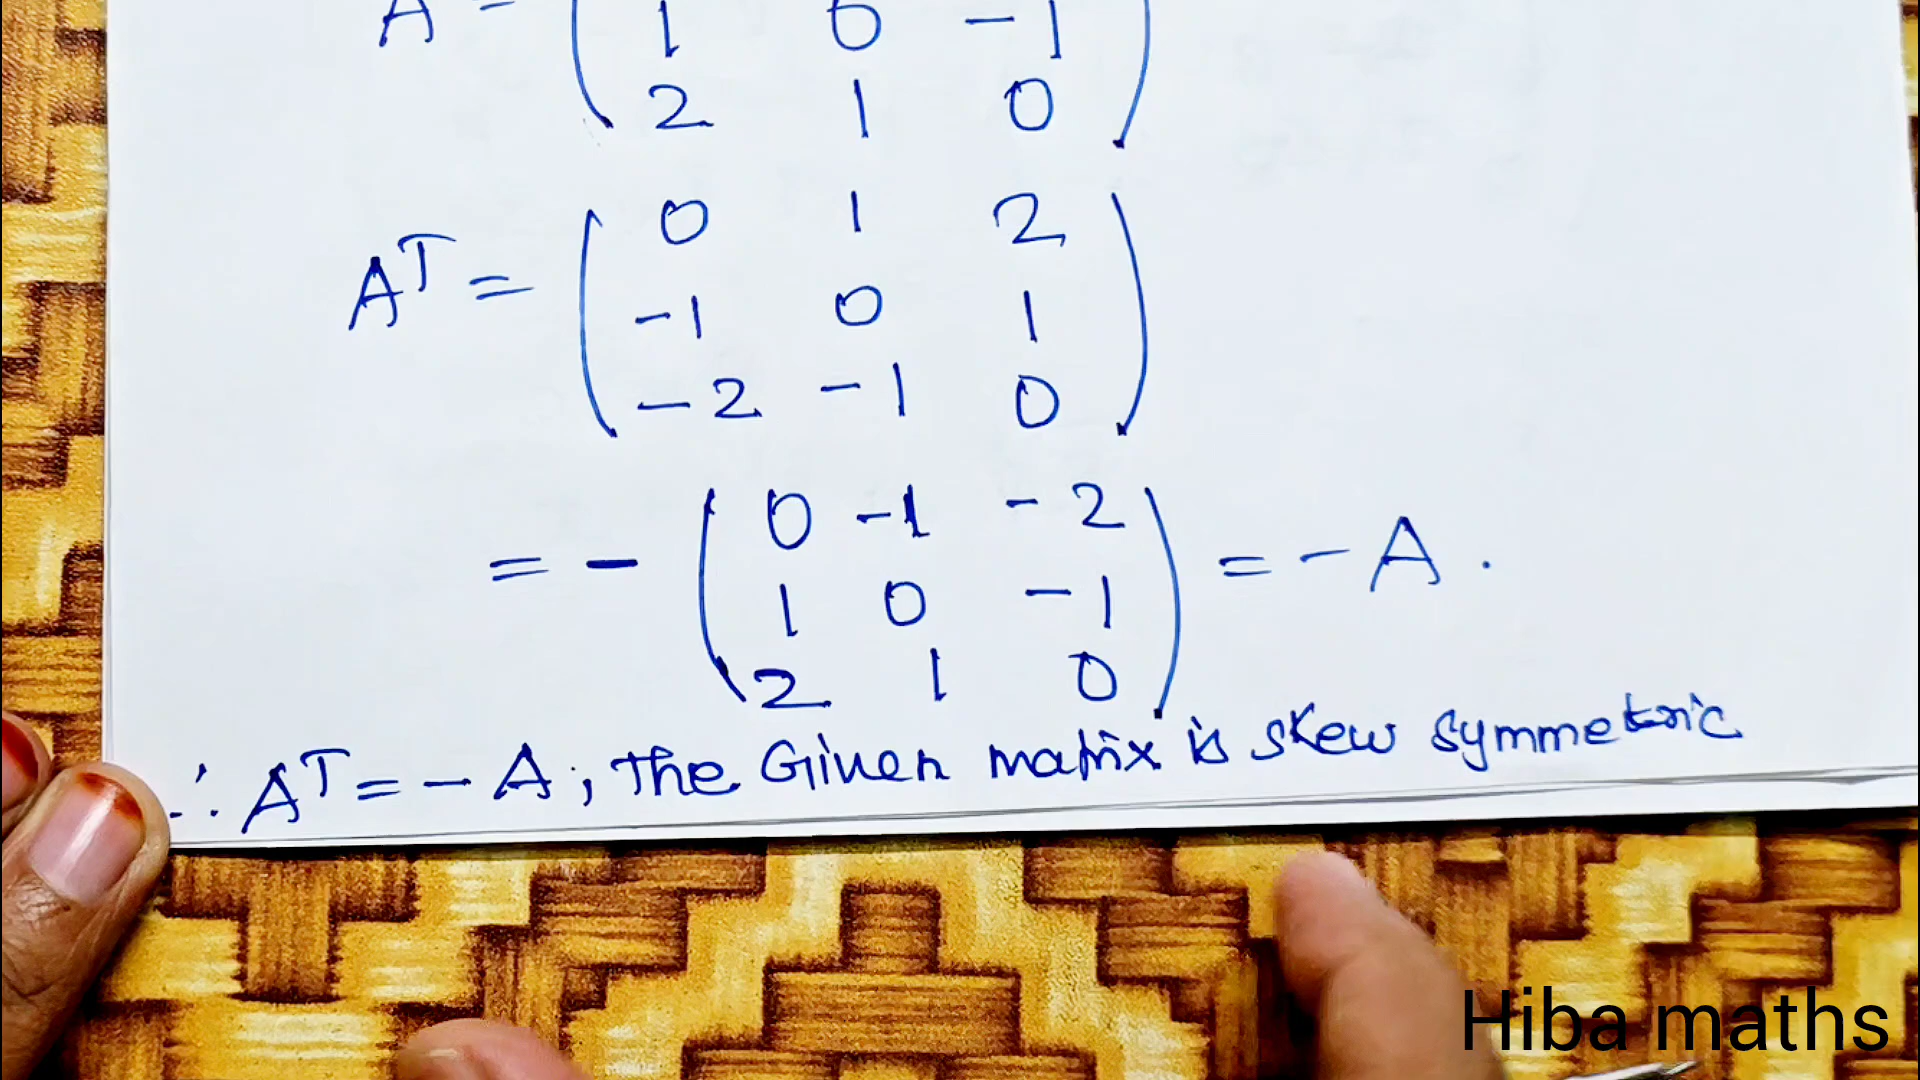 A =
1 0 -1
2 1 0
0 1 2
Aᵀ = -1 0 1
-2 -1 0
0 -1 -2
= - 1 0 -1 = - A .
2 1 0
∴ Aᵀ = - A ; The Given matrix is skew symmetric
Hiba maths